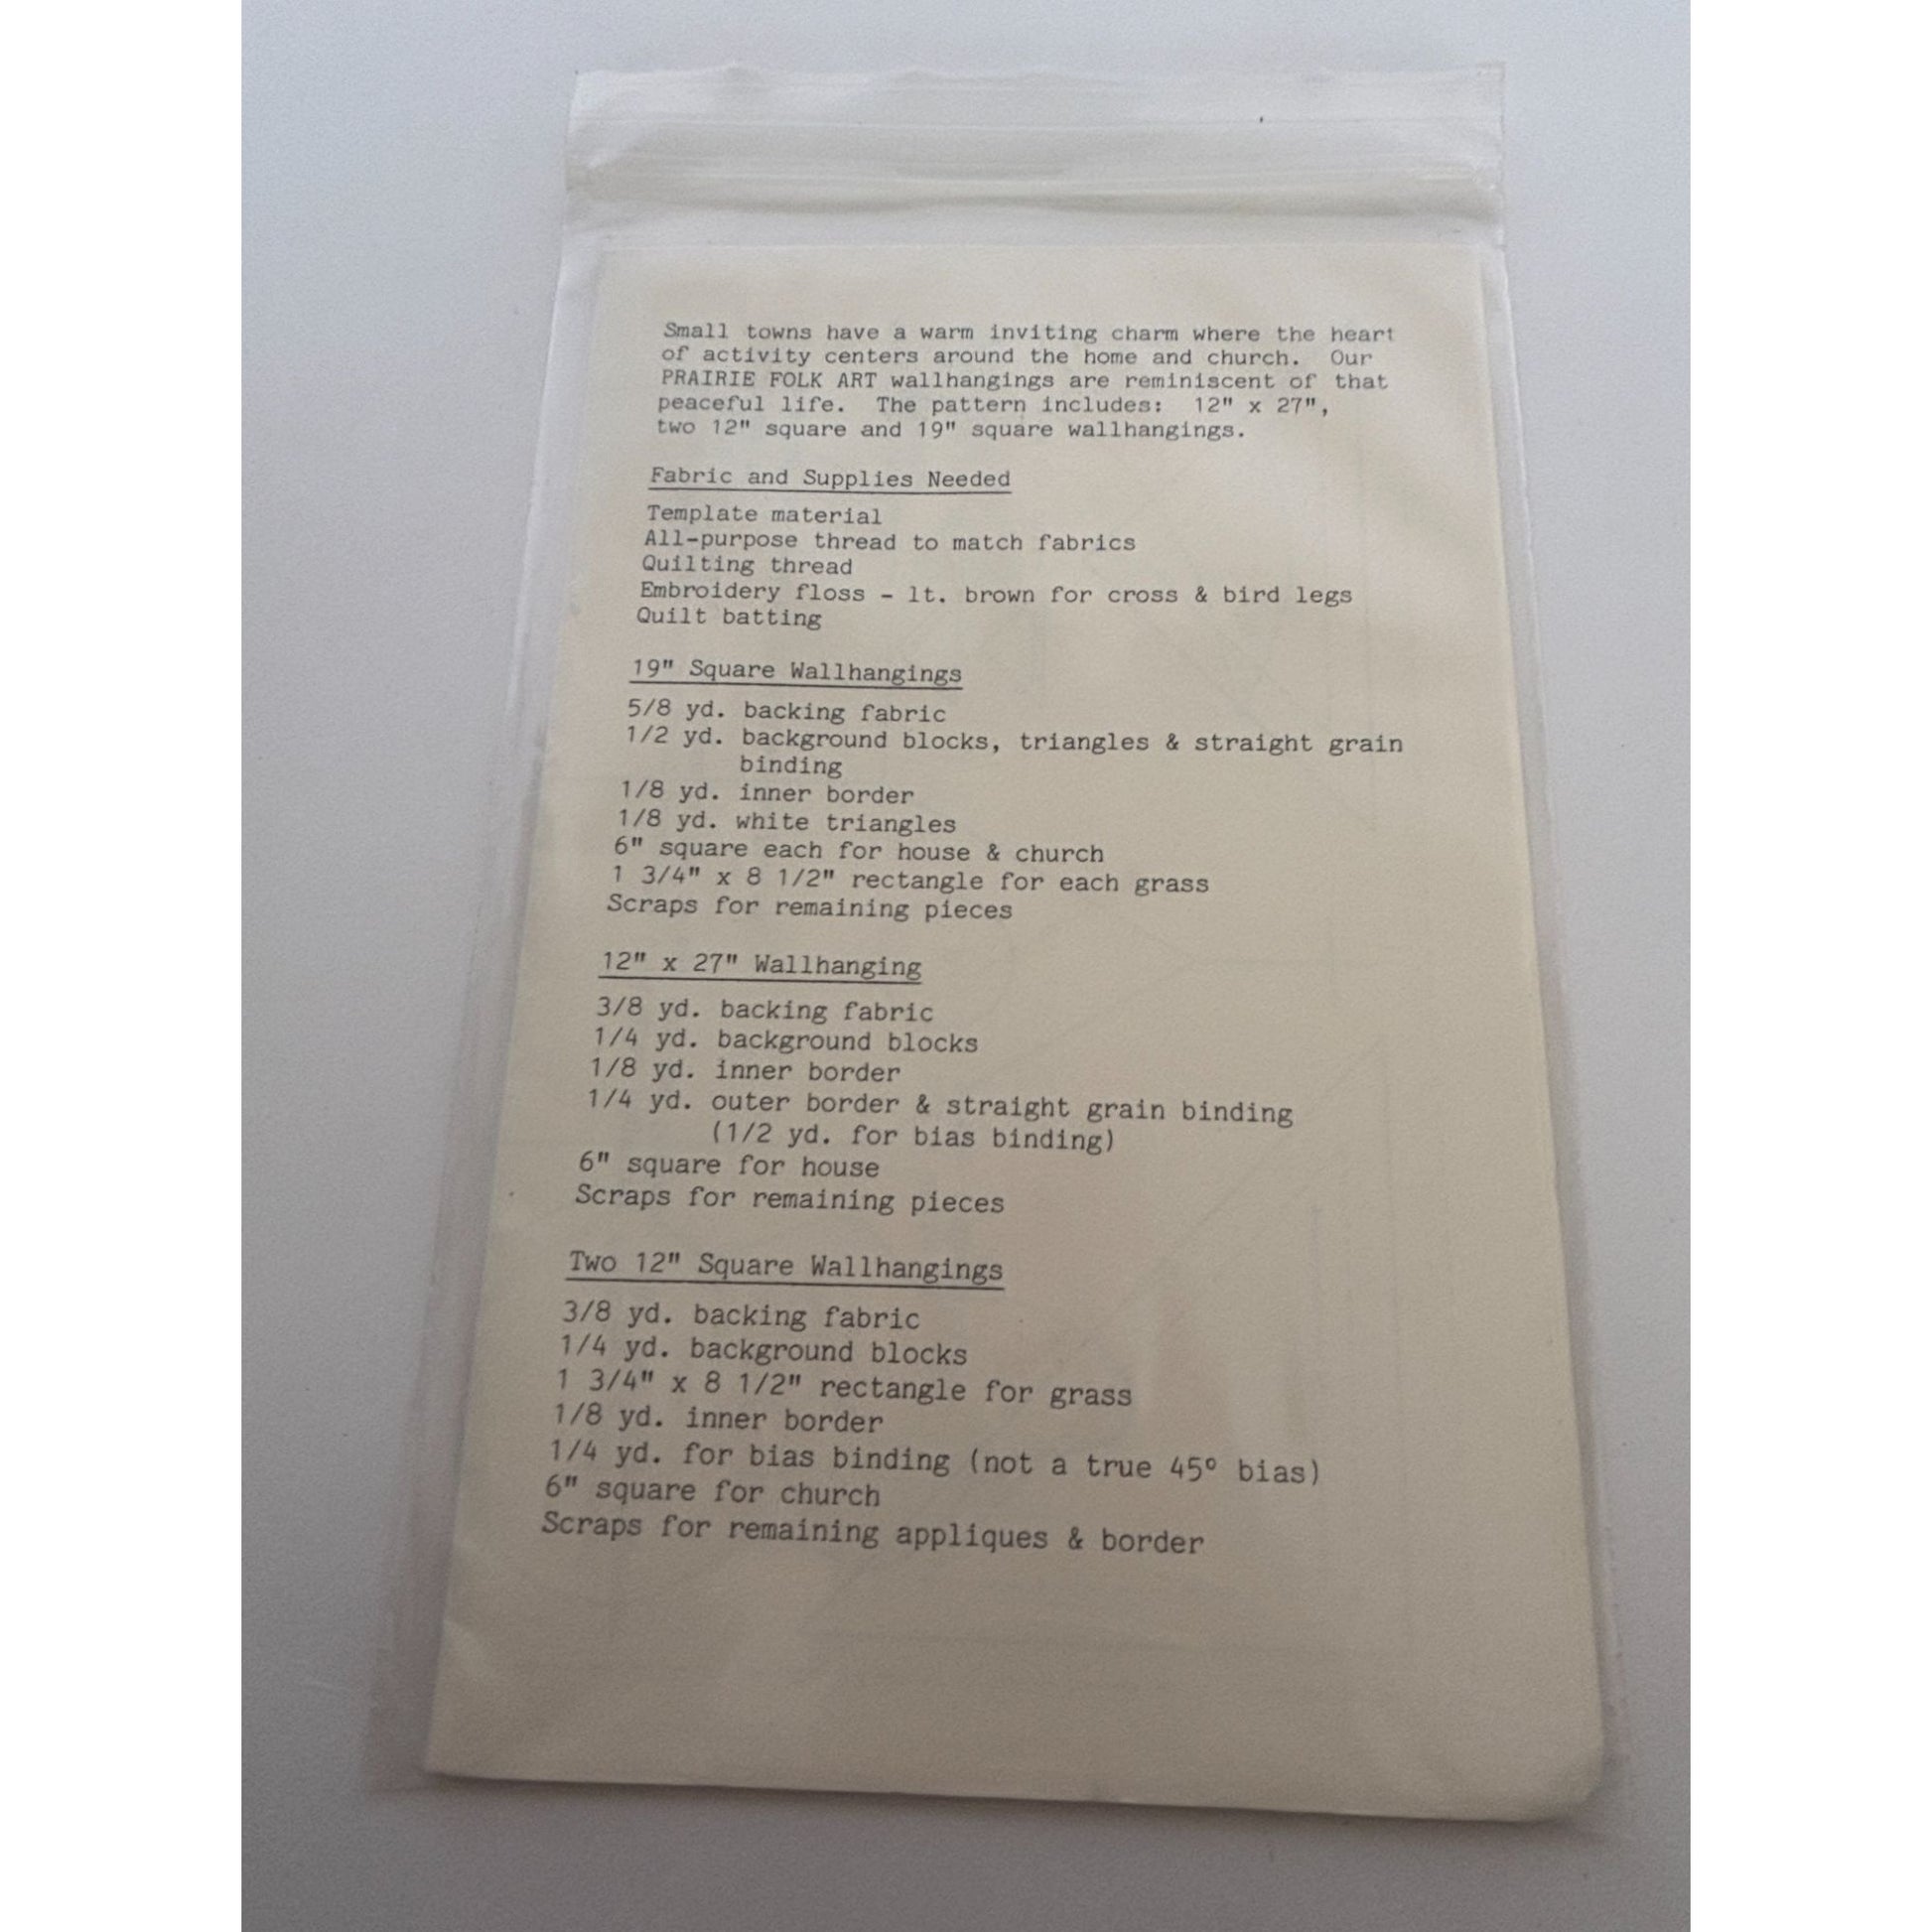 Small towns have a warm inviting charm where the heart
of activity centers around the home and church.  Our
PRAIRIE FOLK ART wallhangings are reminiscent of that
peaceful life.  The pattern includes:  12" x 27",
two 12" square and 19" square wallhangings.
Fabric and Supplies Needed
Template material
All-purpose thread to match fabrics
Quilting thread
Embroidery floss - lt. brown for cross & bird legs
Quilt batting
19" Square Wallhangings
5/8 yd. backing fabric
1/2 yd. background blocks, triangles & straight grain
binding
1/8 yd. inner border
1/8 yd. white triangles
6" square each for house & church
1 3/4" x 8 1/2" rectangle for each grass
Scraps for remaining pieces
12" x 27" Wallhanging
3/8 yd. backing fabric
1/4 yd. background blocks
1/8 yd. inner border
1/4 yd. outer border & straight grain binding
(1/2 yd. for bias binding)
6" square for house
Scraps for remaining pieces
Two 12" Square Wallhangings
3/8 yd. backing fabric
1/4 yd. background blocks
1 3/4" x 8 1/2" rectangle for grass
1/8 yd. inner border
1/4 yd. for bias binding (not a true 45º bias)
6" square for church
Scraps for remaining appliques & border